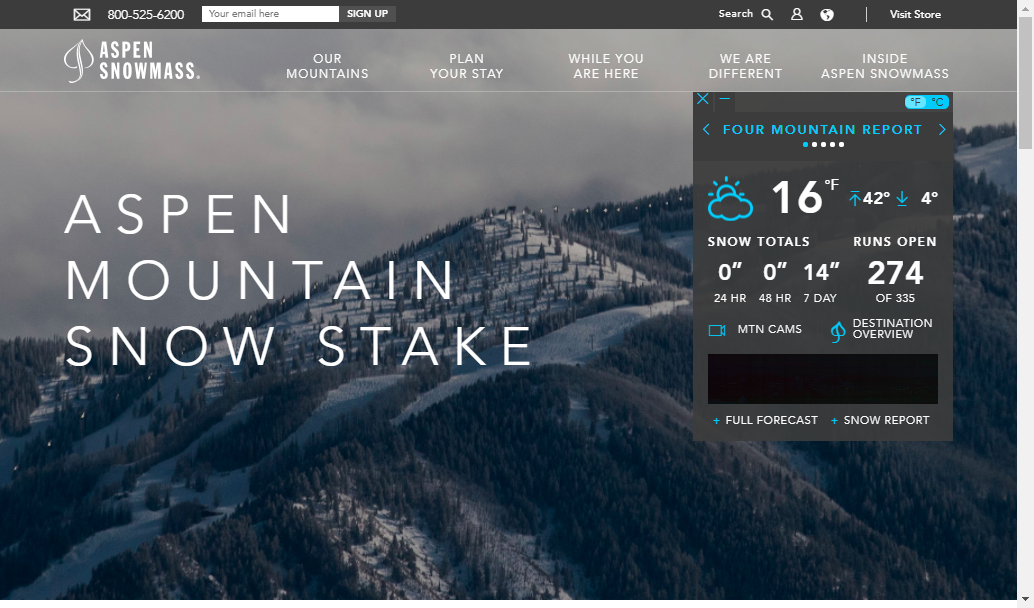 800-525-6200
Your email here
SIGN UP
Search
Visit Store
ASPEN
SNOWMASS
OUR
MOUNTAINS
PLAN
YOUR STAY
WHILE YOU
ARE HERE
WE ARE
DIFFERENT
INSIDE
ASPEN SNOWMASS
°F °C
FOUR MOUNTAIN REPORT
16 °F 42° 4°
SNOW TOTALS
0” 0” 14”
24 HR 48 HR 7 DAY
RUNS OPEN
274
OF 335
MTN CAMS
DESTINATION
OVERVIEW
+ FULL FORECAST + SNOW REPORT
ASPEN
MOUNTAIN
SNOW STAKE